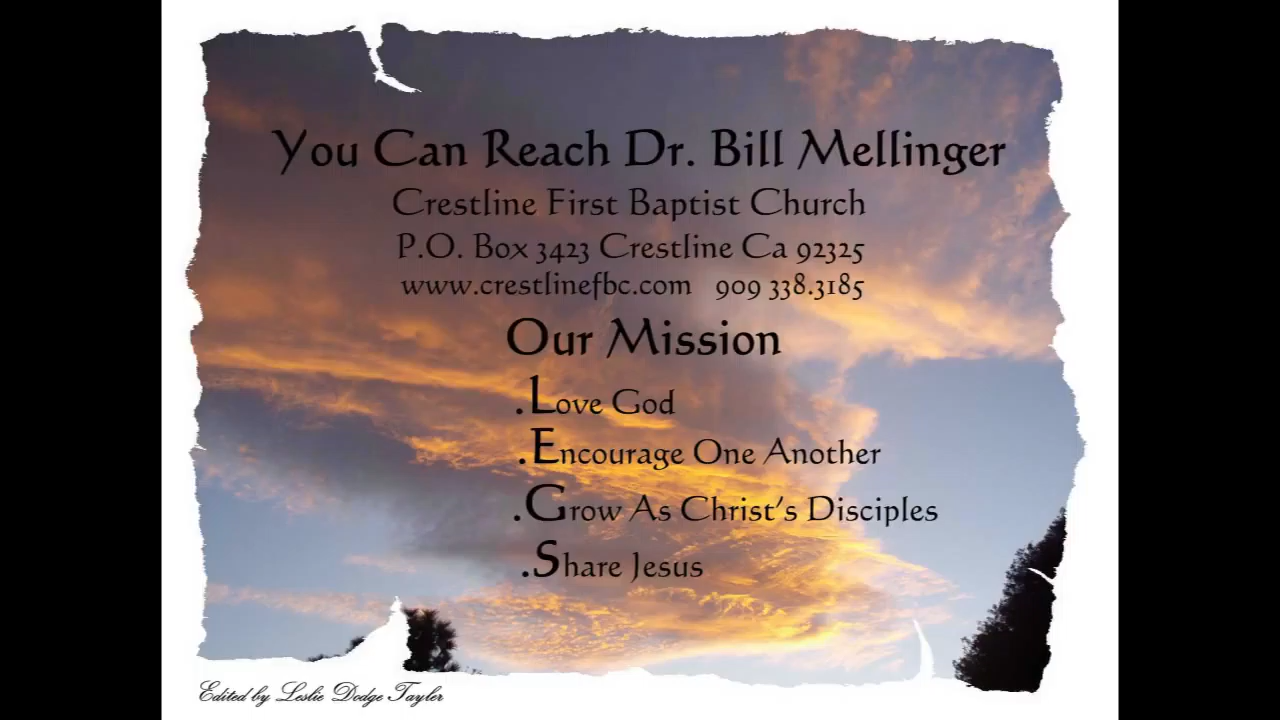 You Can Reach Dr. Bill Mellinger
Crestline First Baptist Church
P.O. Box 3423 Crestline Ca 92325
www.crestlinefbc.com 909 338.3185
Our Mission
.Love God
.Encourage One Another
.Grow As Christ's Disciples
.Share Jesus
Edited by Leslie Dodge Taylor